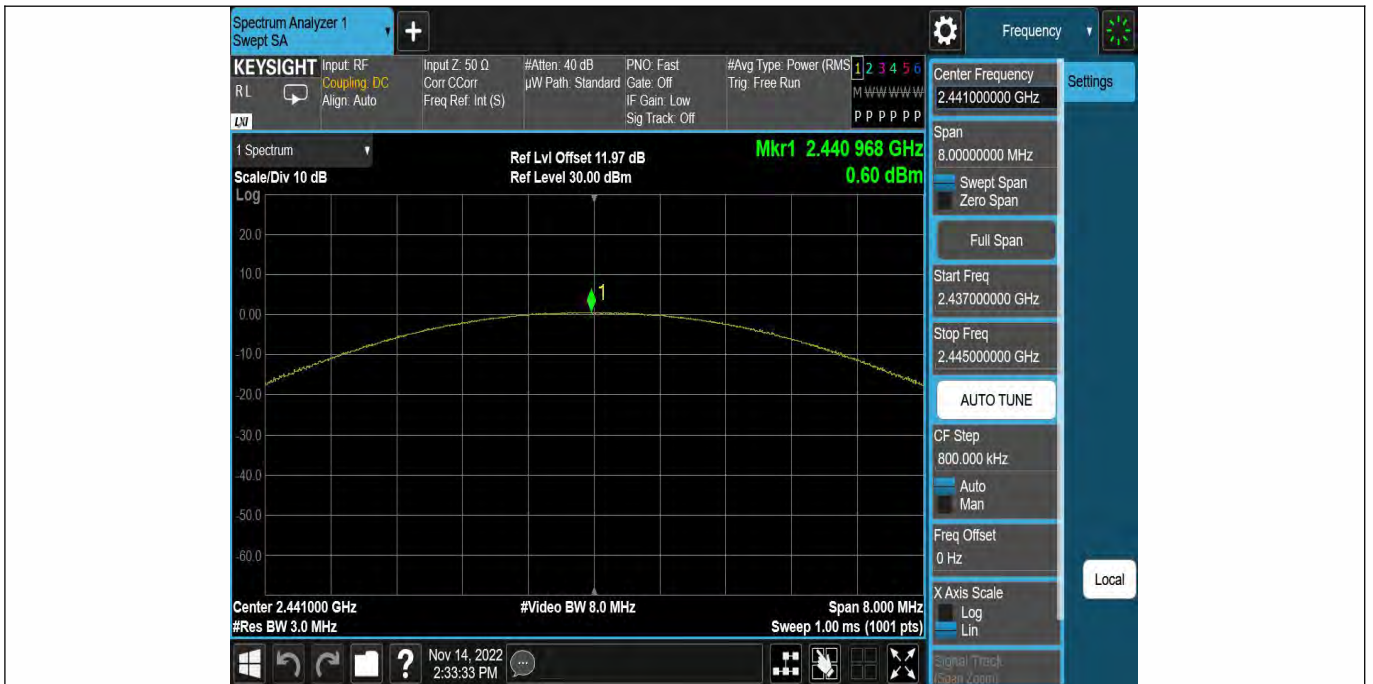 Spectrum Analyzer 1
Swept SA
+
Frequency
KEYSIGHT
RL
LXI
Input: RF
Coupling: DC
Align: Auto
Input Z: 50 Ω
Corr CCorr
Freq Ref: Int (S)
#Atten: 40 dB
µW Path: Standard
PNO: Fast
Gate: Off
IF Gain: Low
Sig Track: Off
#Avg Type: Power (RMS
Trig: Free Run
1 2 3 4 5 6
M W W W W W
P P P P P P
1 Spectrum
Scale/Div 10 dB
Log
Ref Lvl Offset 11.97 dB
Ref Level 30.00 dBm
Mkr1 2.440 968 GHz
0.60 dBm
20.0
10.0
0.00
-10.0
-20.0
-30.0
-40.0
-50.0
-60.0
1
Center 2.441000 GHz
#Res BW 3.0 MHz
#Video BW 8.0 MHz
Span 8.000 MHz
Sweep 1.00 ms (1001 pts)
Center Frequency
2.441000000 GHz
Settings
Span
8.00000000 MHz
Swept Span
Zero Span
Full Span
Start Freq
2.437000000 GHz
Stop Freq
2.445000000 GHz
AUTO TUNE
CF Step
800.000 kHz
Auto
Man
Freq Offset
0 Hz
X Axis Scale
Log
Lin
Local
Signal Track
(Span Zoom)
?
Nov 14, 2022
2:33:33 PM